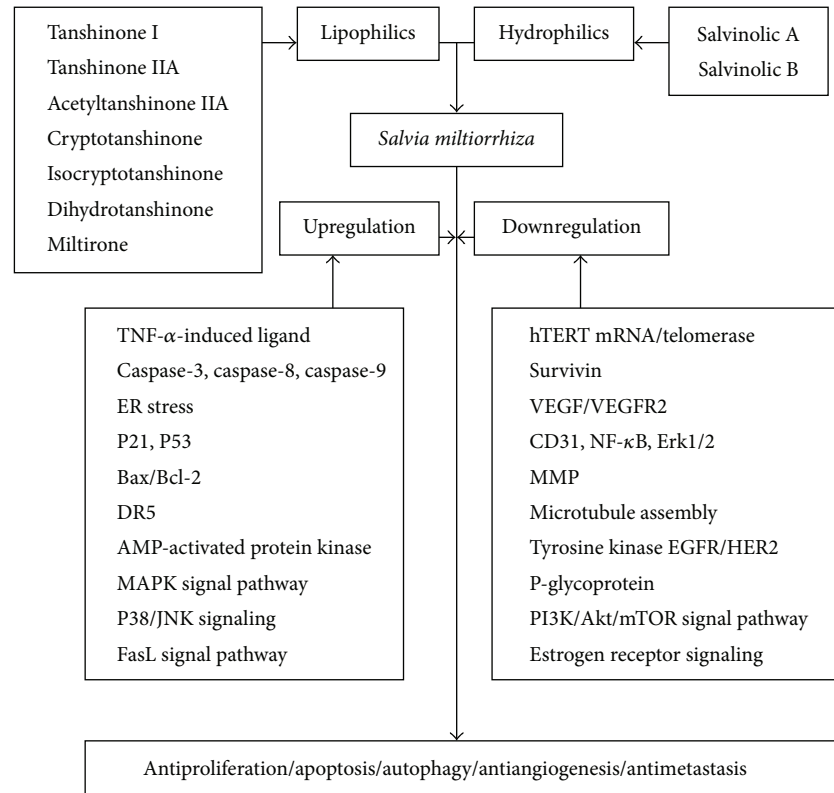 Tanshinone I
Tanshinone IIA
Acetyltanshinone IIA
Cryptotanshinone
Isocryptotanshinone
Dihydrotanshinone
Miltirone
Lipophilics
Hydrophilics
Salvinolic A
Salvinolic B
Salvia miltiorrhiza
Upregulation
Downregulation
TNF-α-induced ligand
Caspase-3, caspase-8, caspase-9
ER stress
P21, P53
Bax/Bcl-2
DR5
AMP-activated protein kinase
MAPK signal pathway
P38/JNK signaling
FasL signal pathway
hTERT mRNA/telomerase
Survivin
VEGF/VEGFR2
CD31, NF-κB, Erk1/2
MMP
Microtubule assembly
Tyrosine kinase EGFR/HER2
P-glycoprotein
PI3K/Akt/mTOR signal pathway
Estrogen receptor signaling
Antiproliferation/apoptosis/autophagy/antiangiogenesis/antimetastasis